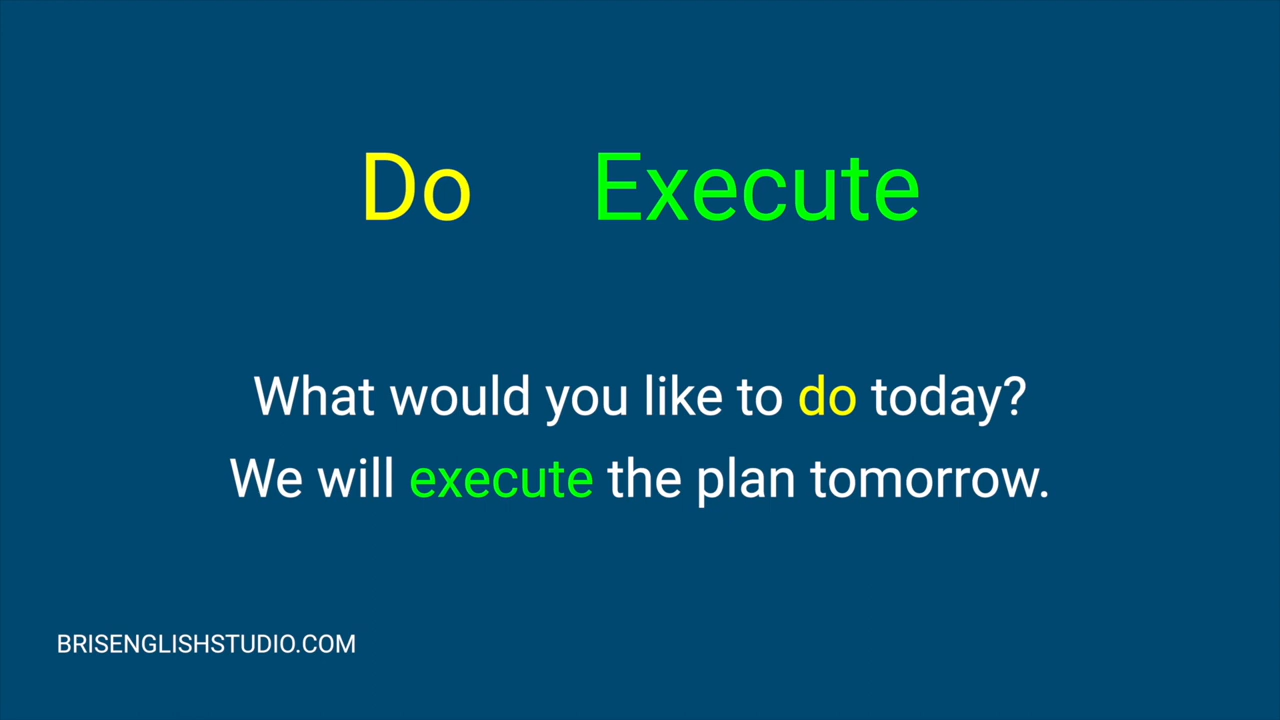 Do Execute
What would you like to do today?
We will execute the plan tomorrow.
BRISENGLISHSTUDIO.COM